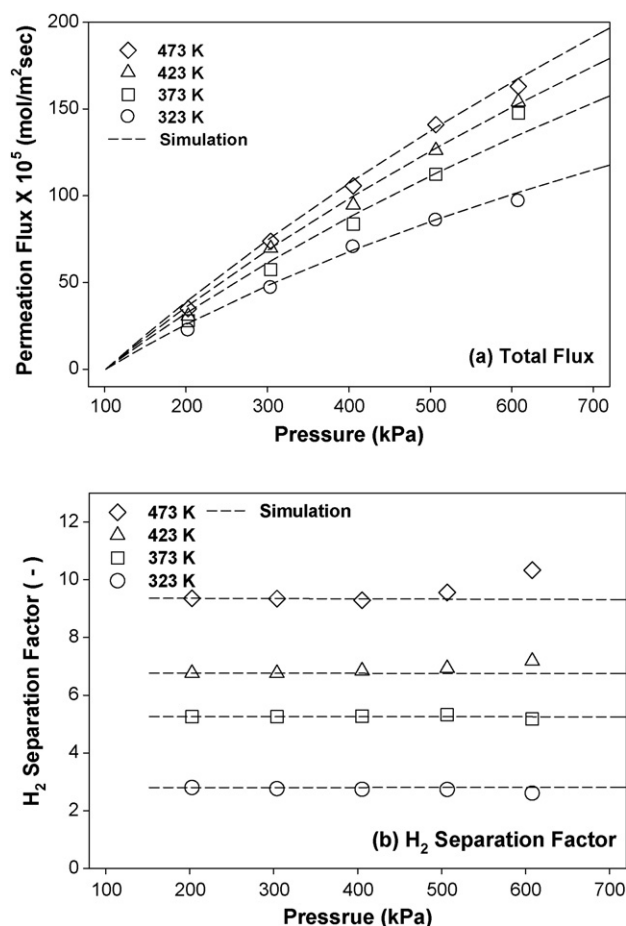 200
473 K
423 K
373 K
323 K
Simulation
150
100
50
0
Permeation Flux X 10⁵ (mol/m²sec)
(a) Total Flux
100 200 300 400 500 600 700
Pressure (kPa)
473 K Simulation
423 K
373 K
323 K
12
10
8
6
4
2
0
H₂ Separation Factor ( - )
(b) H₂ Separation Factor
100 200 300 400 500 600 700
Pressrue (kPa)